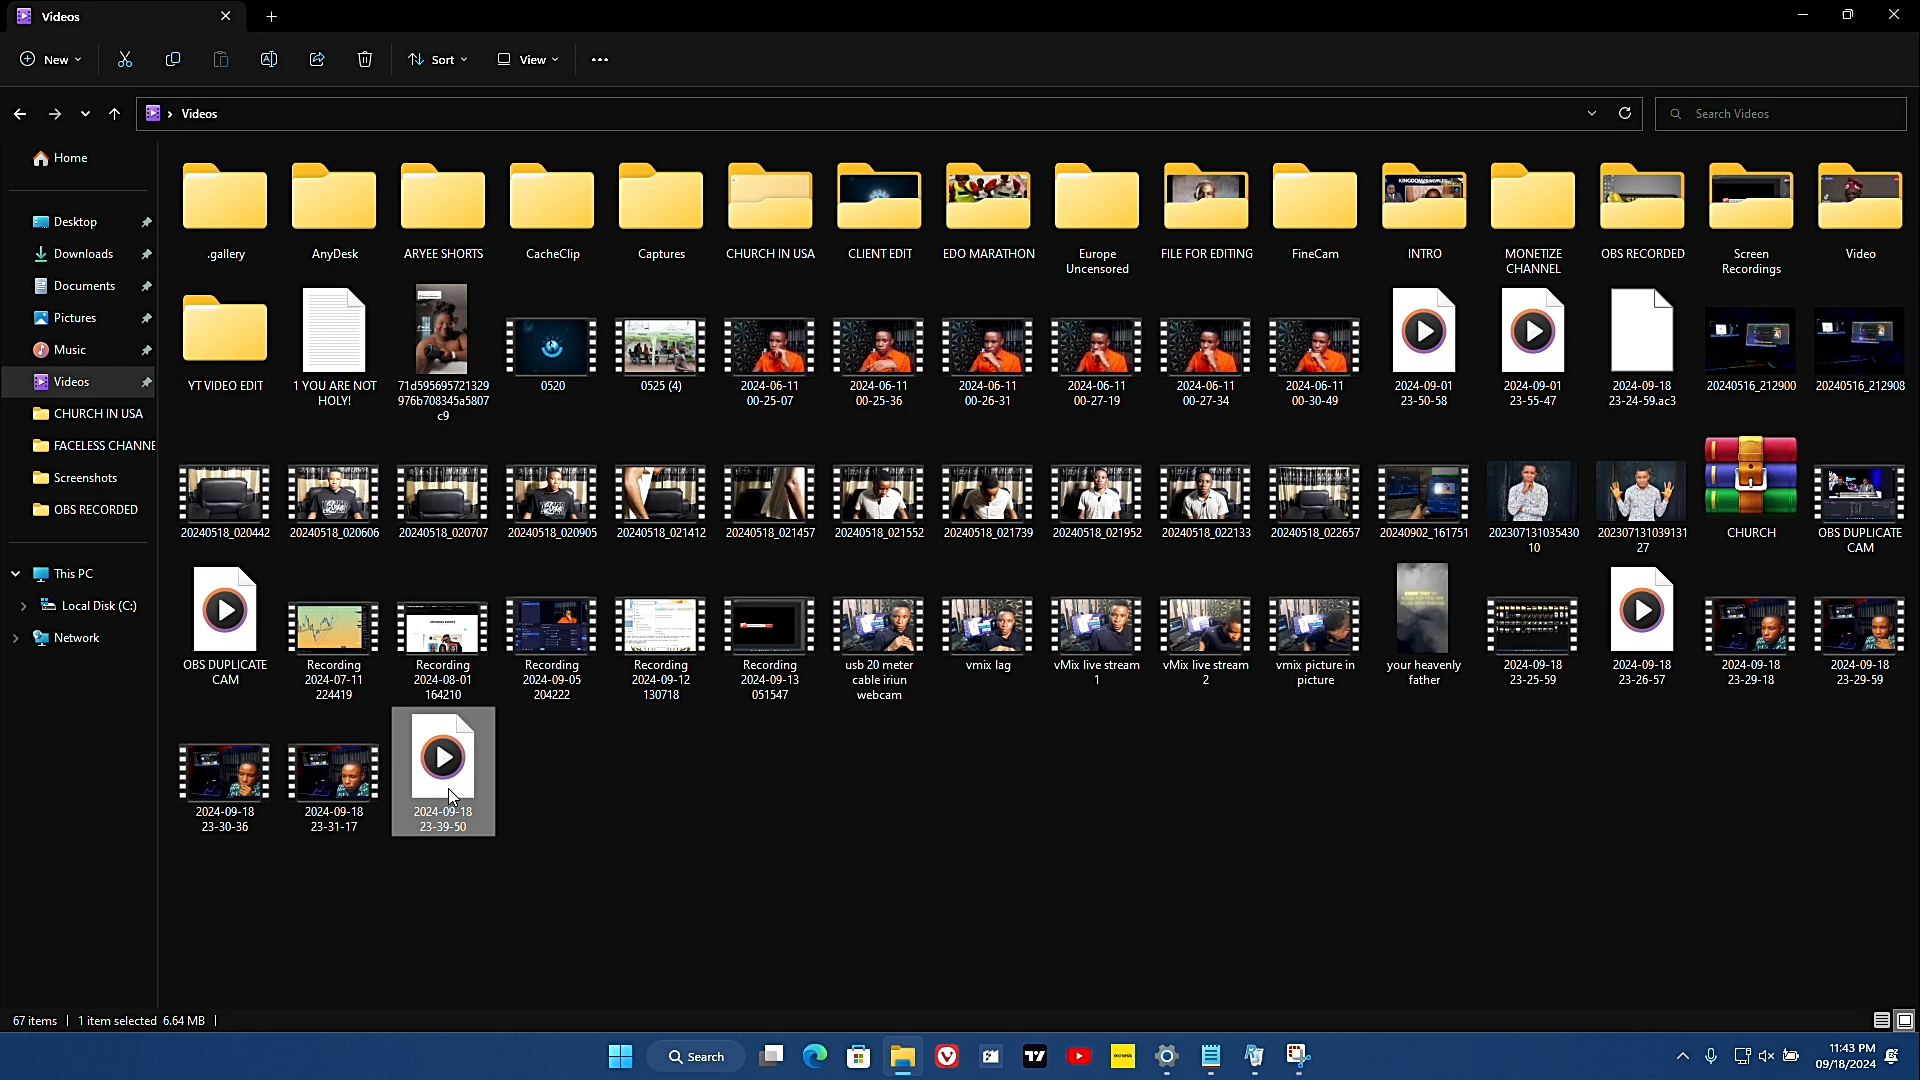 Videos
New
Sort
View
Videos
Search Videos
Home
Desktop
Downloads
Documents
Pictures
Music
Videos
CHURCH IN USA
FACELESS CHANNE
Screenshots
OBS RECORDED
This PC
Local Disk (C:)
Network
.gallery
AnyDesk
ARYEE SHORTS
CacheClip
Captures
CHURCH IN USA
CLIENT EDIT
EDO MARATHON
Europe
Uncensored
FILE FOR EDITING
FineCam
INTRO
MONETIZE
CHANNEL
OBS RECORDED
Screen
Recordings
Video
YT VIDEO EDIT
1 YOU ARE NOT
HOLY!
71d595695721329
976b708345a5807
c9
0520
0525 (4)
2024-06-11
00-25-07
2024-06-11
00-25-36
2024-06-11
00-26-31
2024-06-11
00-27-19
2024-06-11
00-27-34
2024-06-11
00-30-49
2024-09-01
23-50-58
2024-09-01
23-55-47
2024-09-18
23-24-59.ac3
20240516_212900
20240516_212908
20240518_020442
20240518_020606
20240518_020707
20240518_020905
20240518_021412
20240518_021457
20240518_021552
20240518_021739
20240518_021952
20240518_022133
20240518_022657
20240902_161751
202307131035430
10
202307131039131
27
CHURCH
OBS DUPLICATE
CAM
OBS DUPLICATE
CAM
Recording
2024-07-11
224419
Recording
2024-08-01
164210
Recording
2024-09-05
204222
Recording
2024-09-12
130718
Recording
2024-09-13
051547
usb 20 meter
cable iriun
webcam
vmix lag
vMix live stream
1
vMix live stream
2
vmix picture in
picture
your heavenly
father
2024-09-18
23-25-59
2024-09-18
23-26-57
2024-09-18
23-29-18
2024-09-18
23-29-59
2024-09-18
23-30-36
2024-09-18
23-31-17
2024-09-18
23-39-50
67 items
1 item selected 6.64 MB
Search
11:43 PM
09/18/2024